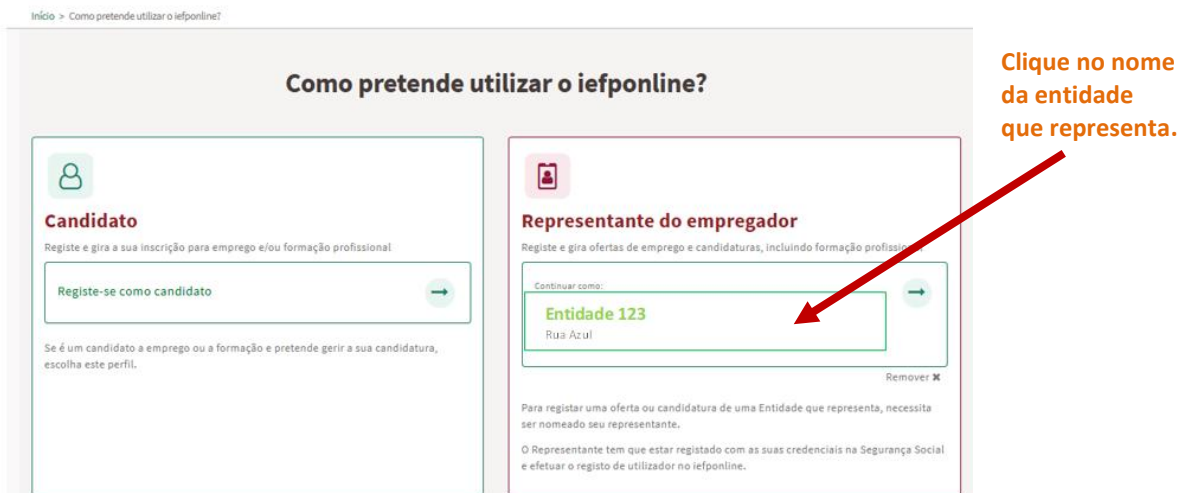 Início > Como pretende utilizar o iefponline?
Como pretende utilizar o iefponline?
Clique no nome
da entidade
que representa.
Candidato
Registe e gira a sua inscrição para emprego e/ou formação profissional
Registe-se como candidato
Se é um candidato a emprego ou a formação e pretende gerir a sua candidatura,
escolha este perfil.
Representante do empregador
Registe e gira ofertas de emprego e candidaturas, incluindo formação profissional
Continuar como:
Entidade 123
Rua Azul
Remover ✖
Para registar uma oferta ou candidatura de uma Entidade que representa, necessita
ser nomeado seu representante.
O Representante tem que estar registado com as suas credenciais na Segurança Social
e efetuar o registo de utilizador no iefponline.